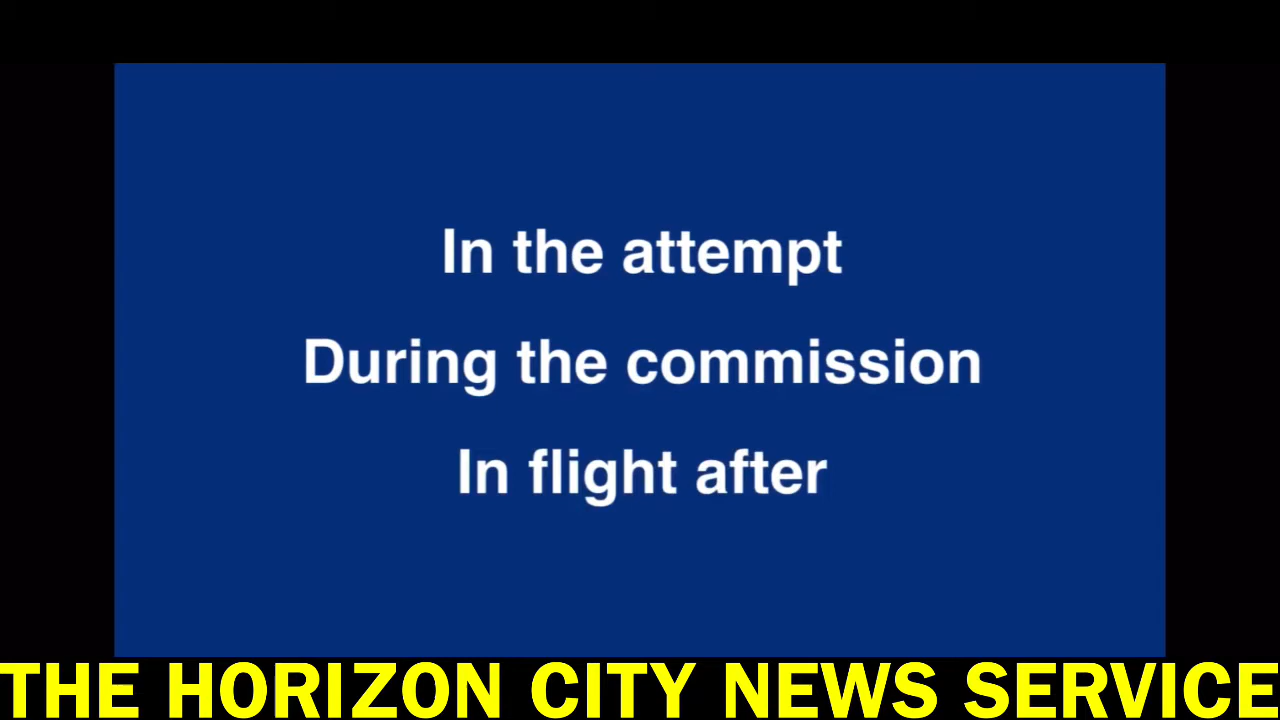 In the attempt
During the commission
In flight after
THE HORIZON CITY NEWS SERVICE